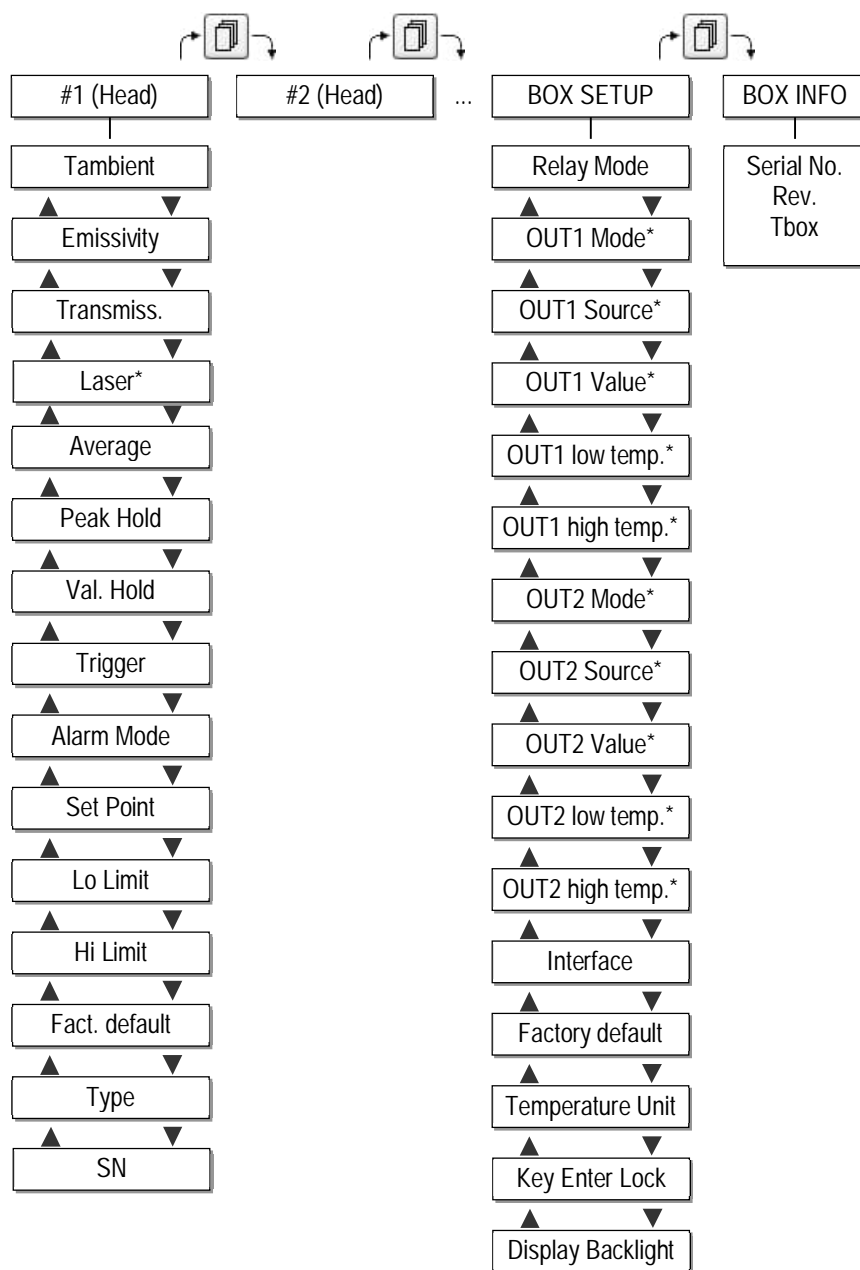 #1 (Head)
#2 (Head)
...
BOX SETUP
BOX INFO
Tambient
Emissivity
Transmiss.
Laser*
Average
Peak Hold
Val. Hold
Trigger
Alarm Mode
Set Point
Lo Limit
Hi Limit
Fact. default
Type
SN
Relay Mode
OUT1 Mode*
OUT1 Source*
OUT1 Value*
OUT1 low temp.*
OUT1 high temp.*
OUT2 Mode*
OUT2 Source*
OUT2 Value*
OUT2 low temp.*
OUT2 high temp.*
Interface
Factory default
Temperature Unit
Key Enter Lock
Display Backlight
Serial No.
Rev.
Tbox